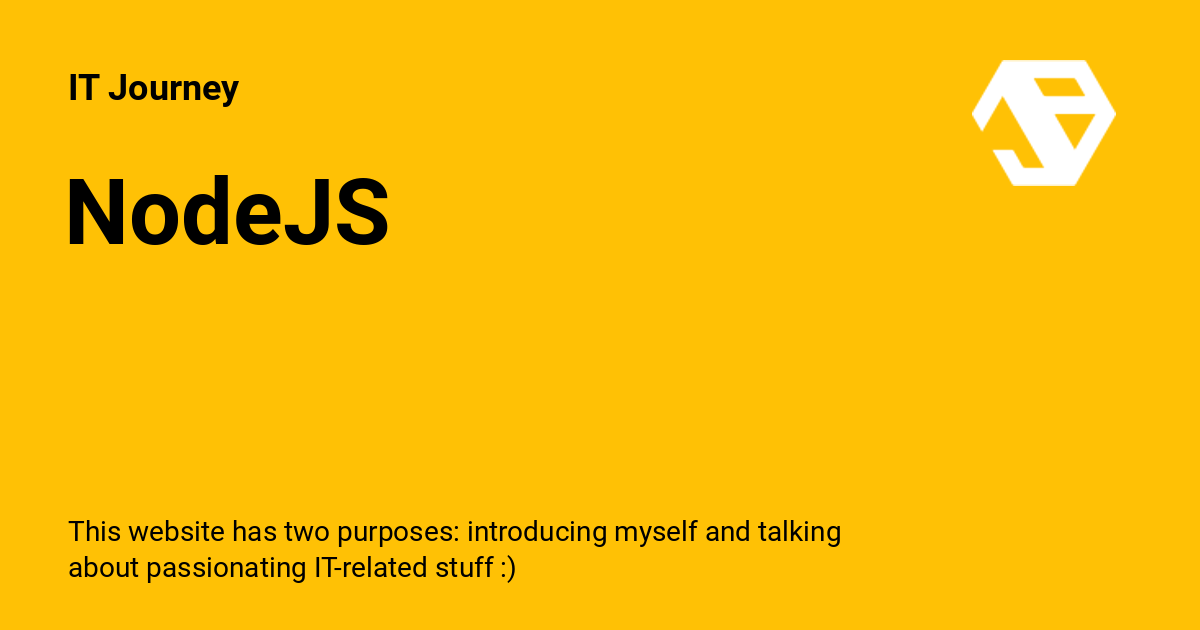 IT Journey
NodeJS
This website has two purposes: introducing myself and talking
about passionating IT-related stuff :)